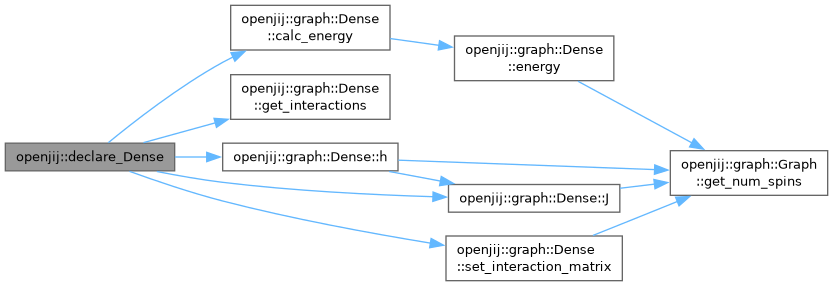 openjij::graph::Dense
::calc_energy
openjij::graph::Dense
::energy
openjij::graph::Dense
::get_interactions
openjij::declare_Dense
openjij::graph::Dense::h
openjij::graph::Graph
::get_num_spins
openjij::graph::Dense::J
openjij::graph::Dense
::set_interaction_matrix